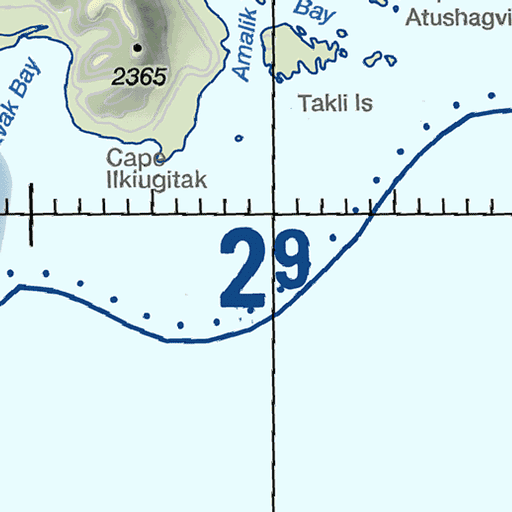 Bay
Atushagvi
Amalik
2365
Takli Is
vak Bay
Cape
Ilkiugitak
29